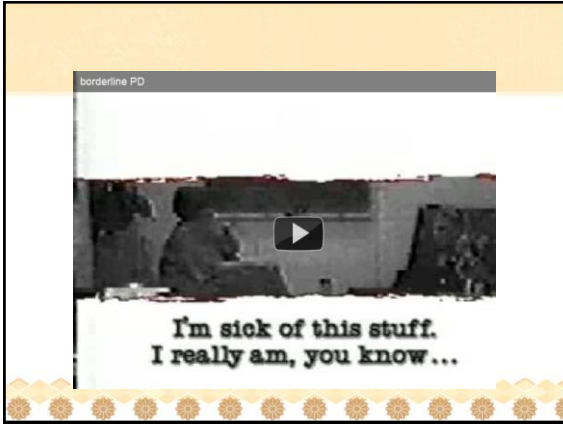 borderline PD
I'm sick of this stuff.
I really am, you know...